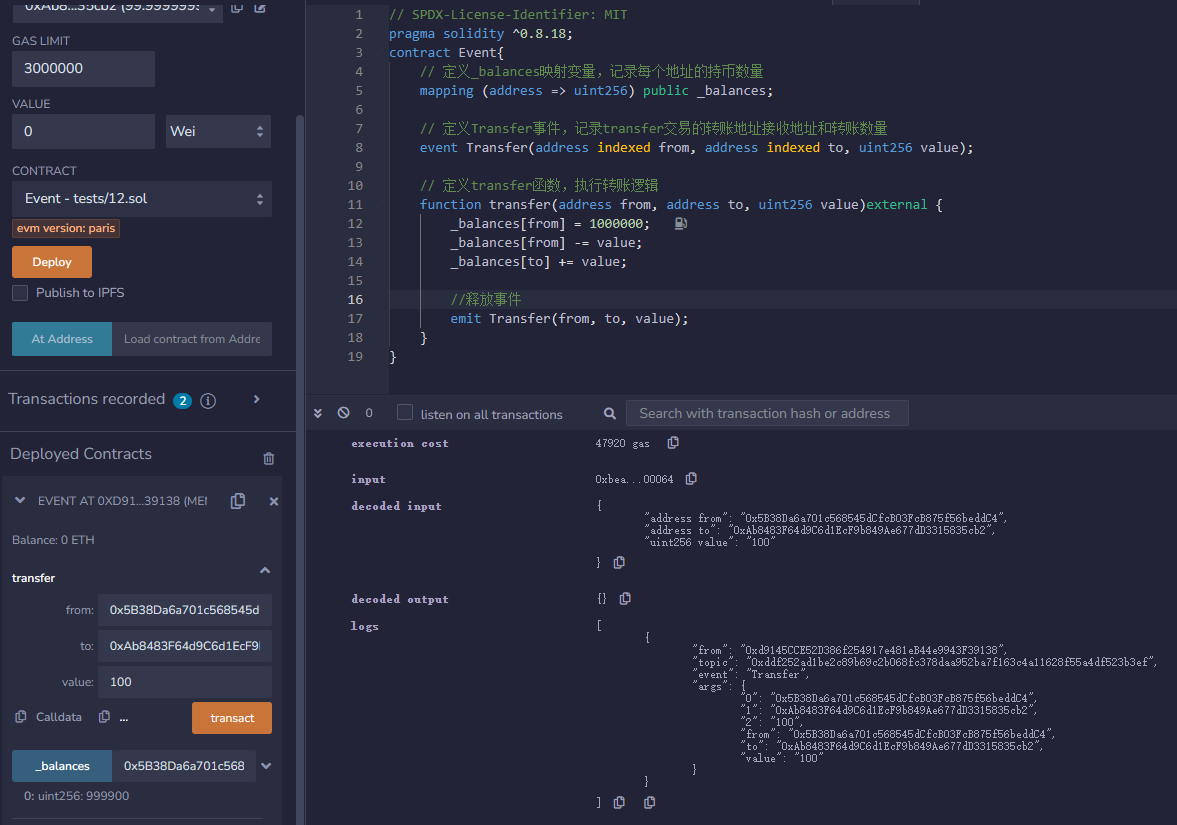 0xAb8...35cb2 (99.9999999
GAS LIMIT
3000000
VALUE
0
Wei
CONTRACT
Event - tests/12.sol
evm version: paris
Deploy
Publish to IPFS
At Address
Load contract from Addre
Transactions recorded 2
Deployed Contracts
EVENT AT 0XD91...39138 (MEI
Balance: 0 ETH
transfer
from:
0x5B38Da6a701c568545d
to:
0xAb8483F64d9C6d1EcF9
value:
100
Calldata
...
transact
_balances
0x5B38Da6a701c568
0: uint256: 999900
1 // SPDX-License-Identifier: MIT
2 pragma solidity ^0.8.18;
3 contract Event{
4 // 定义_balances映射变量，记录每个地址的持币数量
5 mapping (address => uint256) public _balances;
6
7 // 定义Transfer事件，记录transfer交易的转账地址接收地址和转账数量
8 event Transfer(address indexed from, address indexed to, uint256 value);
9
10 // 定义transfer函数，执行转账逻辑
11 function transfer(address from, address to, uint256 value)external {
12 _balances[from] = 1000000;
13 _balances[from] -= value;
14 _balances[to] += value;
15
16 //释放事件
17 emit Transfer(from, to, value);
18 }
19 }
0
listen on all transactions
Search with transaction hash or address
execution cost
47920 gas
input
0xbea...00064
decoded input
{
"address from": "0x5B38Da6a701c568545dCfcB03FcB875f56beddC4",
"address to": "0xAb8483F64d9C6d1EcF9b849Ae677dD3315835cb2",
"uint256 value": "100"
}
decoded output
{}
logs
[
{
"from": "0xd9145CCE52D386f254917e481eB44e9943F39138",
"topic": "0xddf252ad1be2c89b69c2b068fc378daa952ba7f163c4a11628f55a4df523b3ef",
"event": "Transfer",
"args": {
"0": "0x5B38Da6a701c568545dCfcB03FcB875f56beddC4",
"1": "0xAb8483F64d9C6d1EcF9b849Ae677dD3315835cb2",
"2": "100",
"from": "0x5B38Da6a701c568545dCfcB03FcB875f56beddC4",
"to": "0xAb8483F64d9C6d1EcF9b849Ae677dD3315835cb2",
"value": "100"
}
}
]